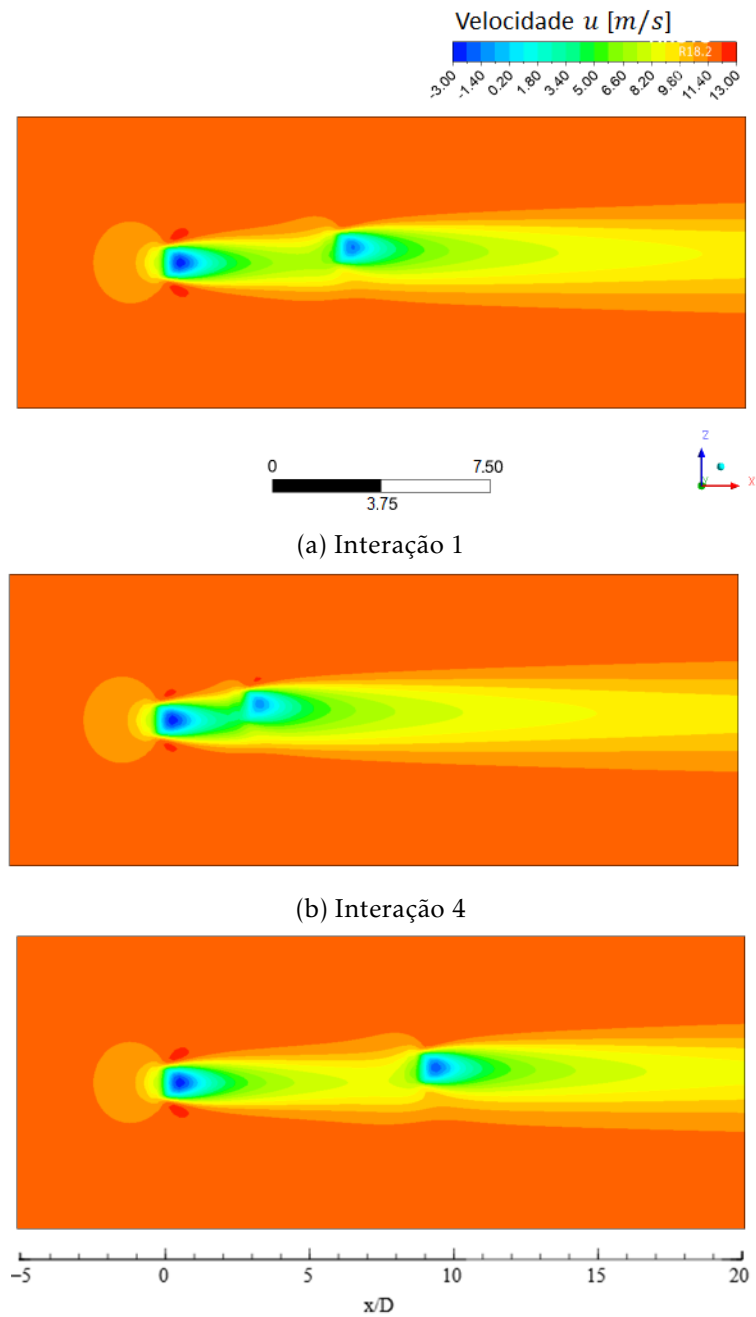 Velocidade u [m/s]
R18.2
-3.00 -1.40 0.20 1.80 3.40 5.00 6.60 8.20 9.80 11.40 13.00
Z
Y
X
0 7.50
3.75
(a) Interação 1
(b) Interação 4
−5 0 5 10 15 20
x/D